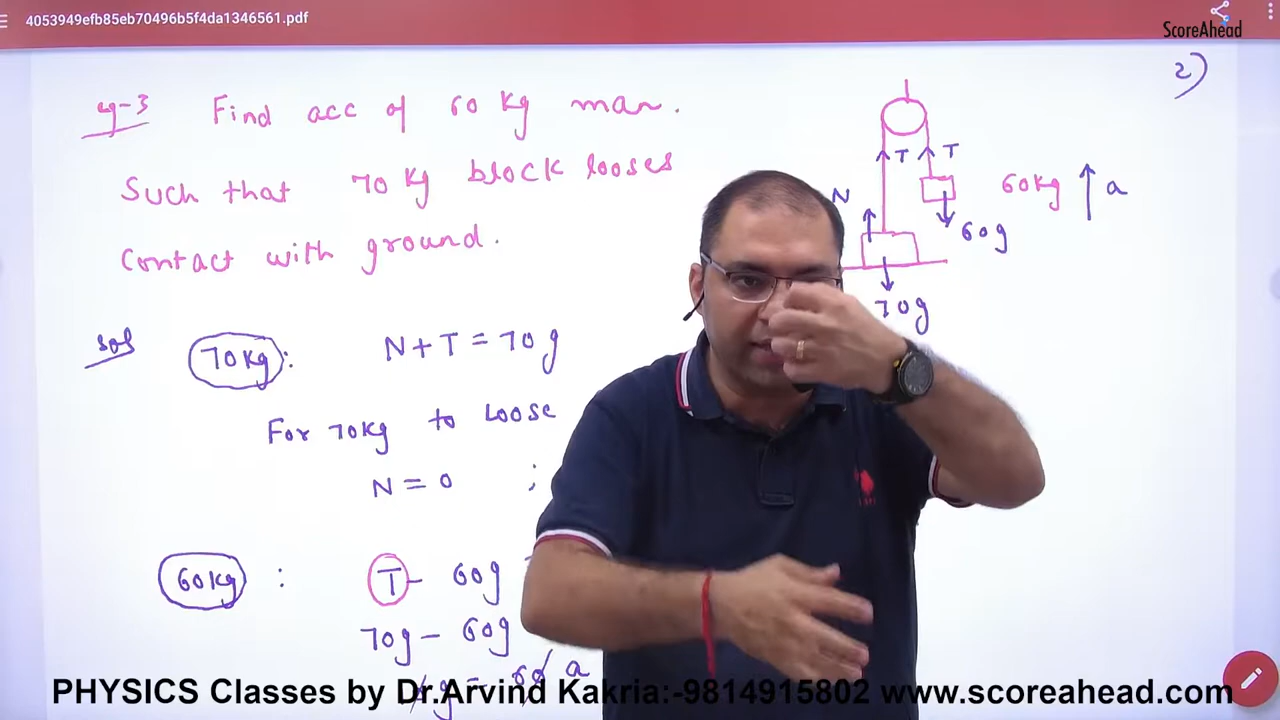 4053949efb85eb70496b5f4da1346561.pdf
ScoreAhead
2)
eg-3 Find acc of 60 kg man.
Such that 70 kg block looses
Contact with ground.
T T
N
60kg a
60g
70g
Sol
70kg : N+T = 70g
For 70kg to loose
N = 0 ;
60kg : T - 60g
70g - 60g
g = 60 a
PHYSICS Classes by Dr.Arvind Kakria:-9814915802 www.scoreahead.com